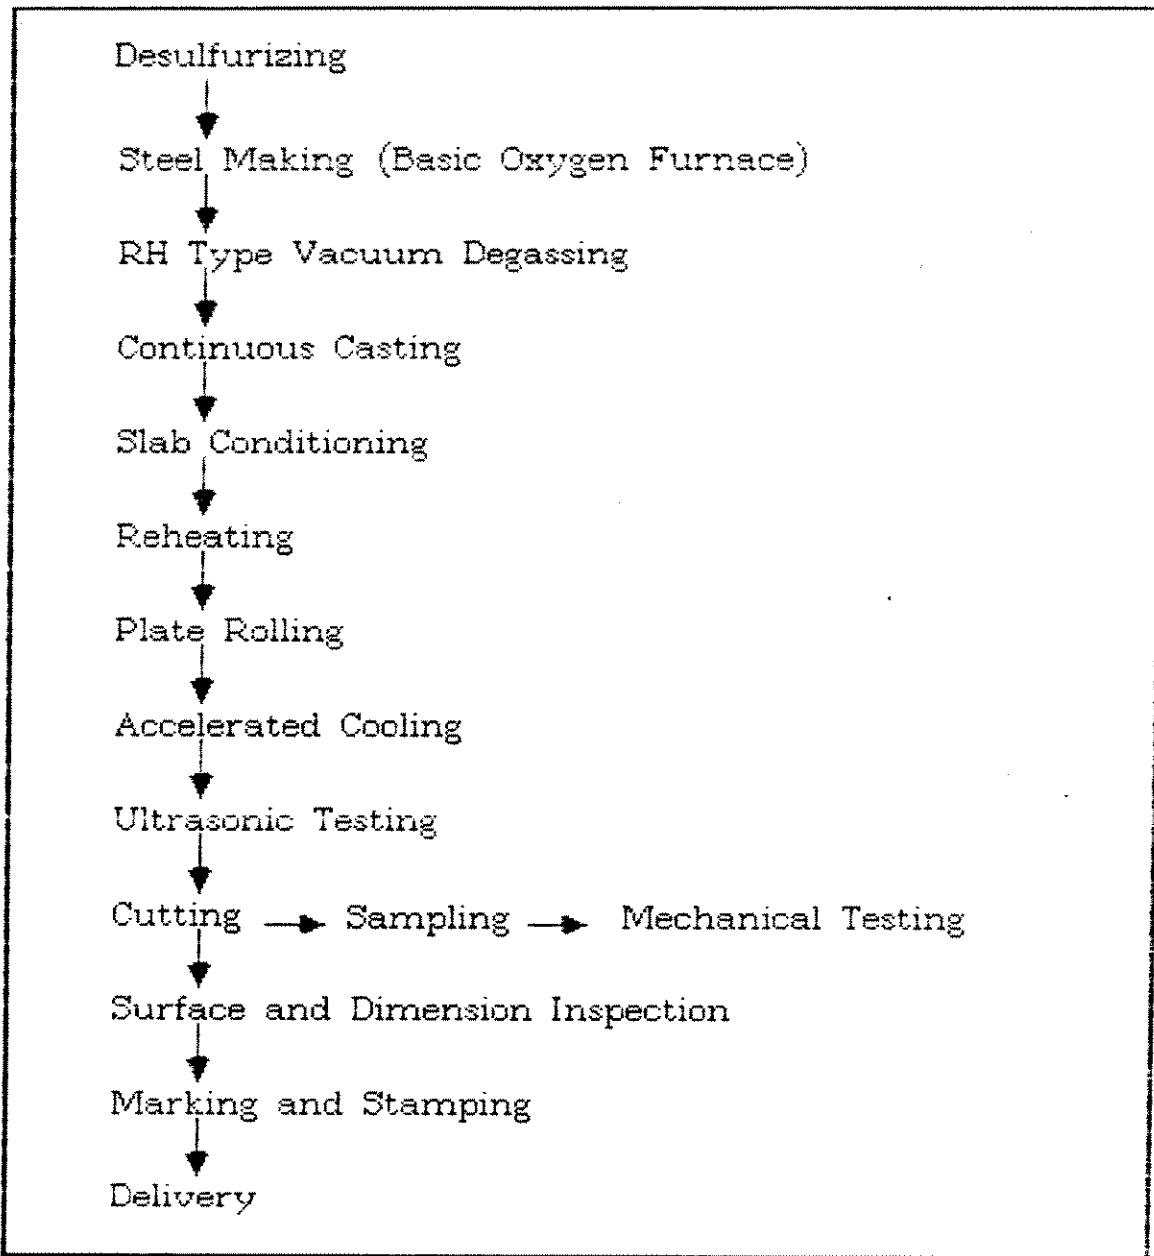 Desulfurizing
Steel Making (Basic Oxygen Furnace)
RH Type Vacuum Degassing
Continuous Casting
Slab Conditioning
Reheating
Plate Rolling
Accelerated Cooling
Ultrasonic Testing
Cutting Sampling Mechanical Testing
Surface and Dimension Inspection
Marking and Stamping
Delivery